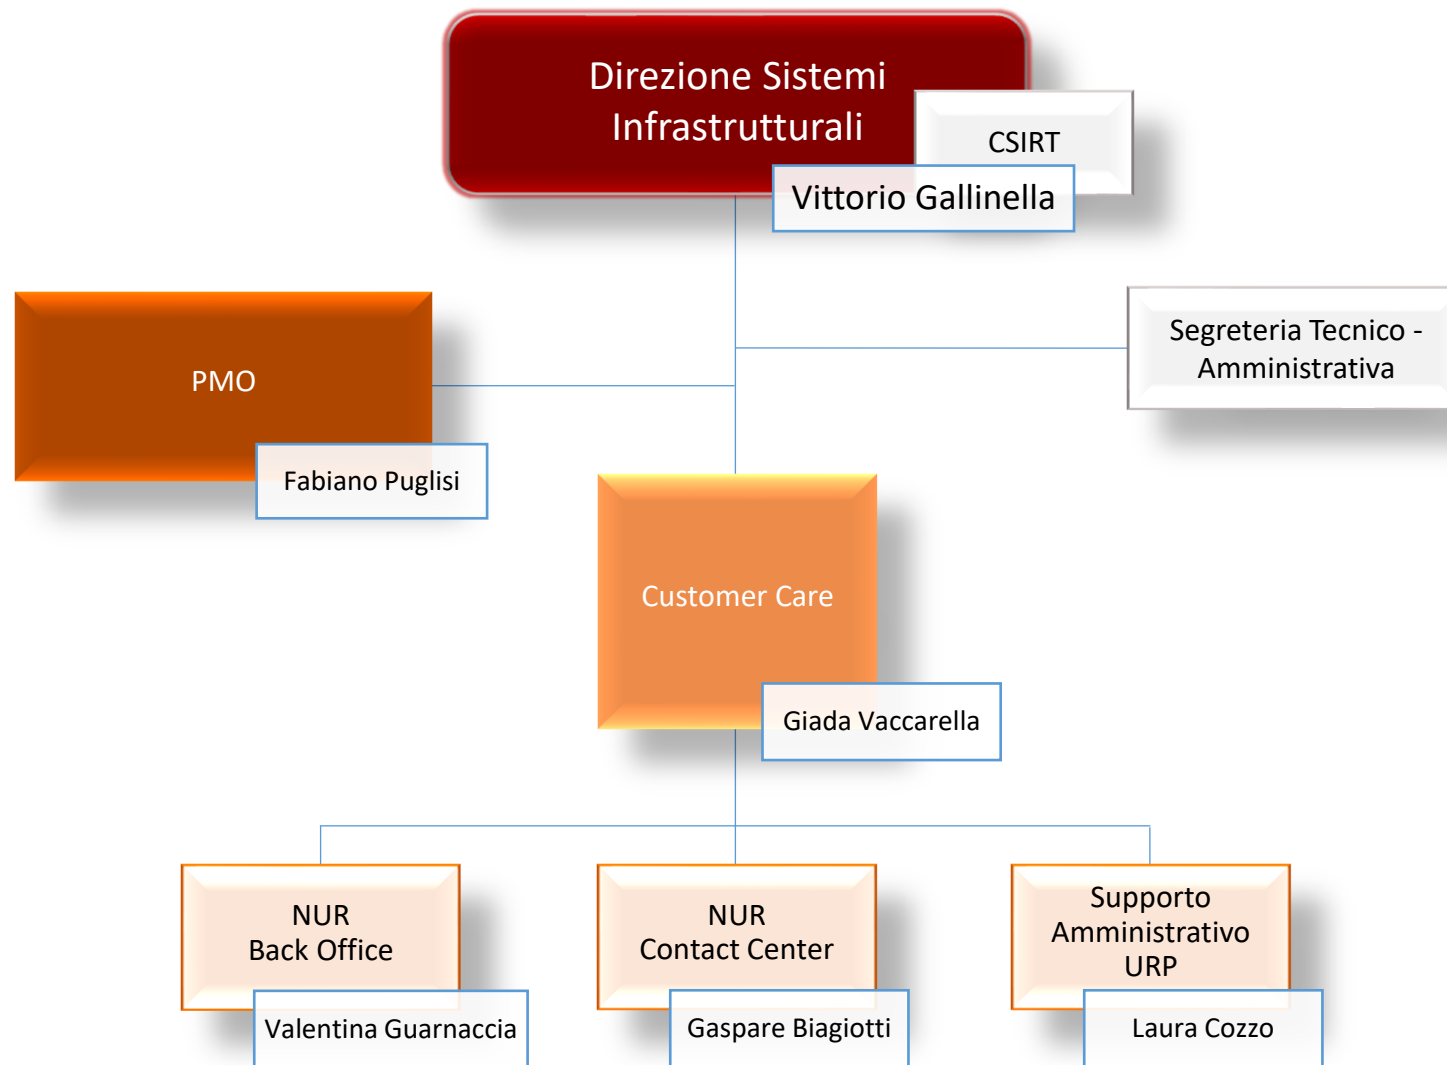 Direzione Sistemi
Infrastrutturali
CSIRT
Vittorio Gallinella
Segreteria Tecnico -
Amministrativa
PMO
Fabiano Puglisi
Customer Care
Giada Vaccarella
NUR
Back Office
Valentina Guarnaccia
NUR
Contact Center
Gaspare Biagiotti
Supporto
Amministrativo
URP
Laura Cozzo